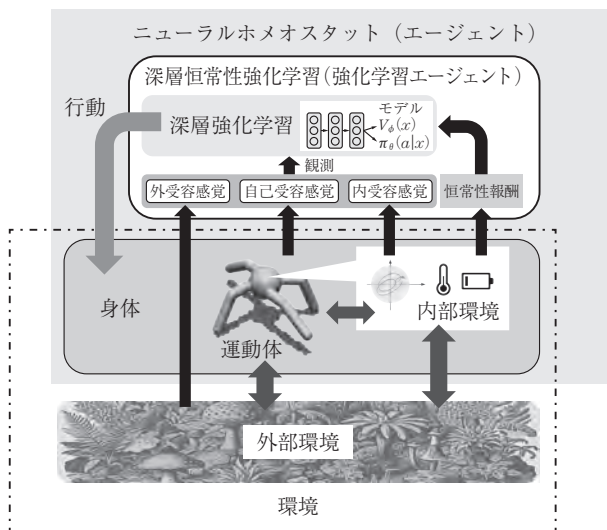 ニューラルホメオスタット（エージェント）
深層恒常性強化学習（強化学習エージェント）
行動
深層強化学習
モデル
V_ϕ(x)
π_θ(a|x)
観測
外受容感覚
自己受容感覚
内受容感覚
恒常性報酬
身体
運動体
内部環境
外部環境
環境